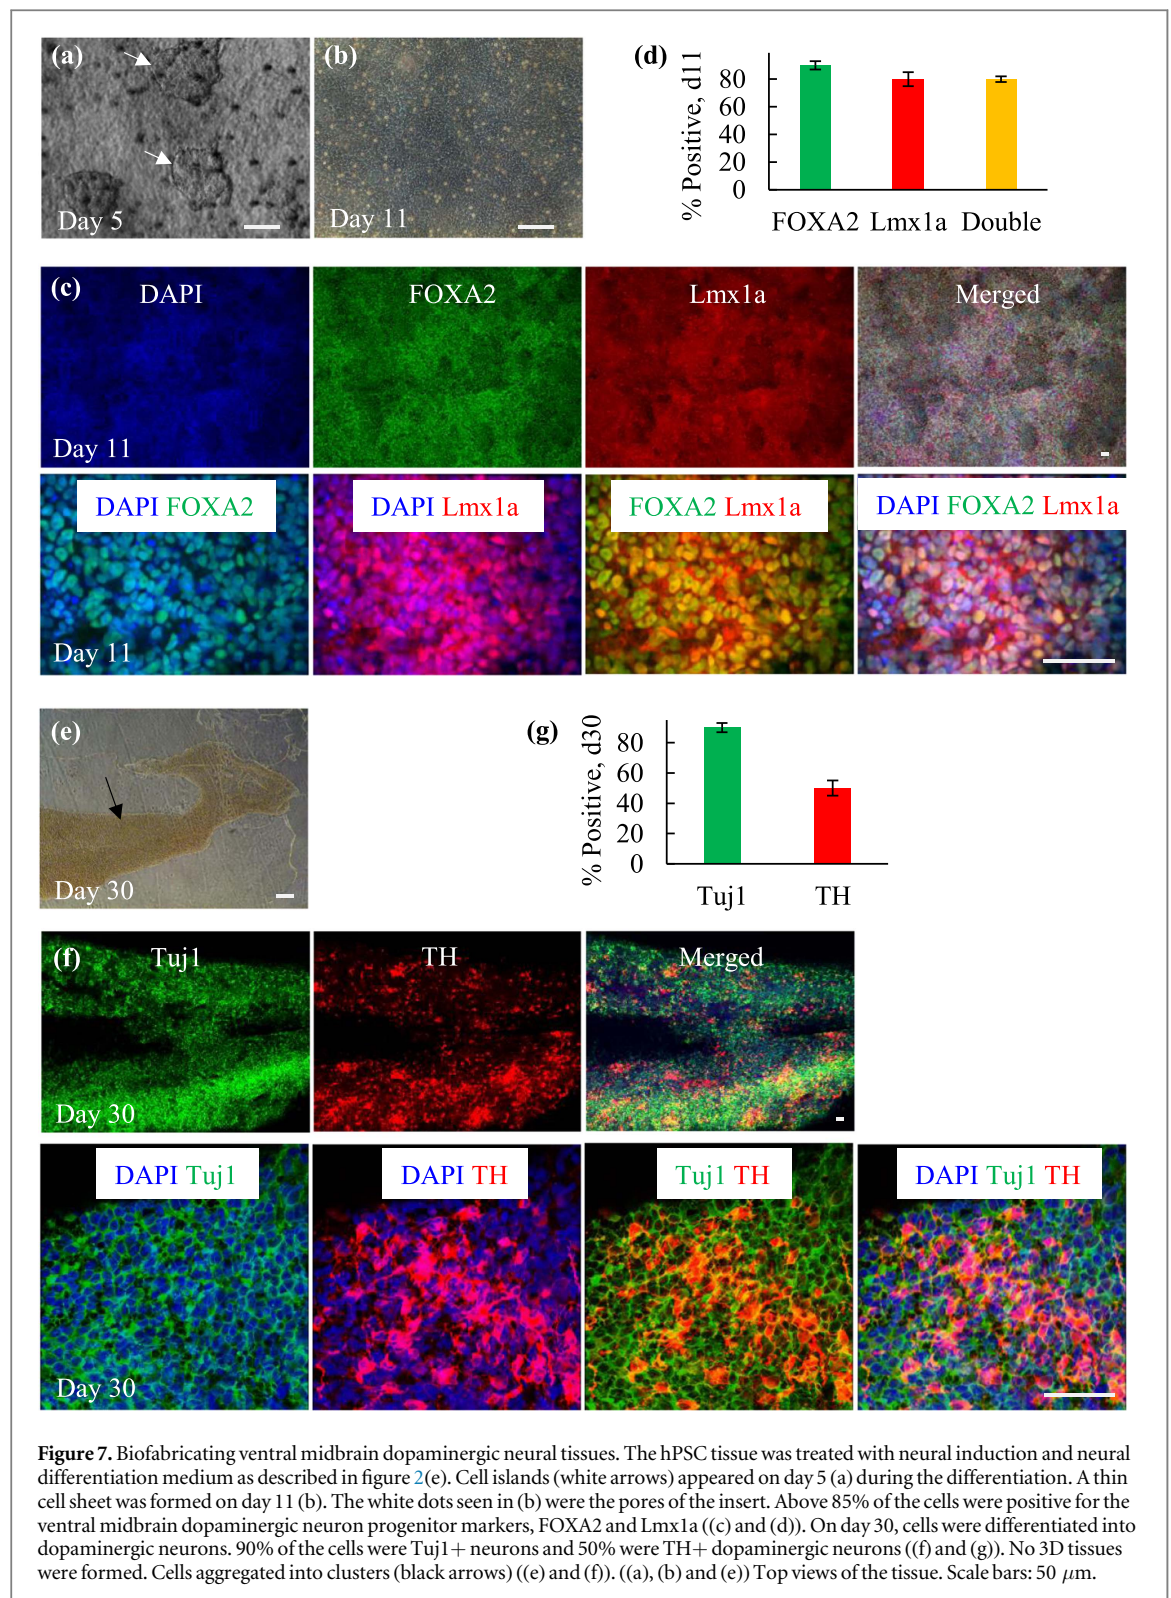 (a)
Day 5
(b)
Day 11
(d)
% Positive, d11
80
60
40
20
0
FOXA2 Lmx1a Double
(c)
DAPI
FOXA2
Lmx1a
Merged
Day 11
DAPI FOXA2
DAPI Lmx1a
FOXA2 Lmx1a
DAPI FOXA2 Lmx1a
Day 11
(e)
Day 30
(g)
% Positive, d30
80
60
40
20
0
Tuj1 TH
(f)
Tuj1
TH
Merged
Day 30
DAPI Tuj1
DAPI TH
Tuj1 TH
DAPI Tuj1 TH
Day 30
Figure 7. Biofabricating ventral midbrain dopaminergic neural tissues. The hPSC tissue was treated with neural induction and neural
differentiation medium as described in figure 2(e). Cell islands (white arrows) appeared on day 5 (a) during the differentiation. A thin
cell sheet was formed on day 11 (b). The white dots seen in (b) were the pores of the insert. Above 85% of the cells were positive for the
ventral midbrain dopaminergic neuron progenitor markers, FOXA2 and Lmx1a ((c) and (d)). On day 30, cells were differentiated into
dopaminergic neurons. 90% of the cells were Tuj1+ neurons and 50% were TH+ dopaminergic neurons ((f) and (g)). No 3D tissues
were formed. Cells aggregated into clusters (black arrows) ((e) and (f)). ((a), (b) and (e)) Top views of the tissue. Scale bars: 50 μm.